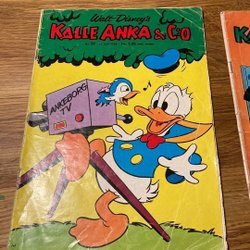 Walt Disney's
KALLE ANKA & C:O
ANKEBORG
TV